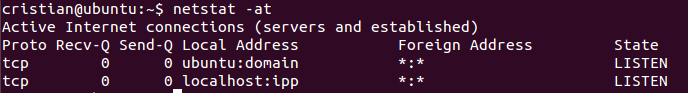 cristian@ubuntu:~$ netstat -at
Active Internet connections (servers and established)
Proto Recv-Q Send-Q Local Address           Foreign Address         State
tcp        0      0 ubuntu:domain           *:*                     LISTEN
tcp        0      0 localhost:ipp           *:*                     LISTEN